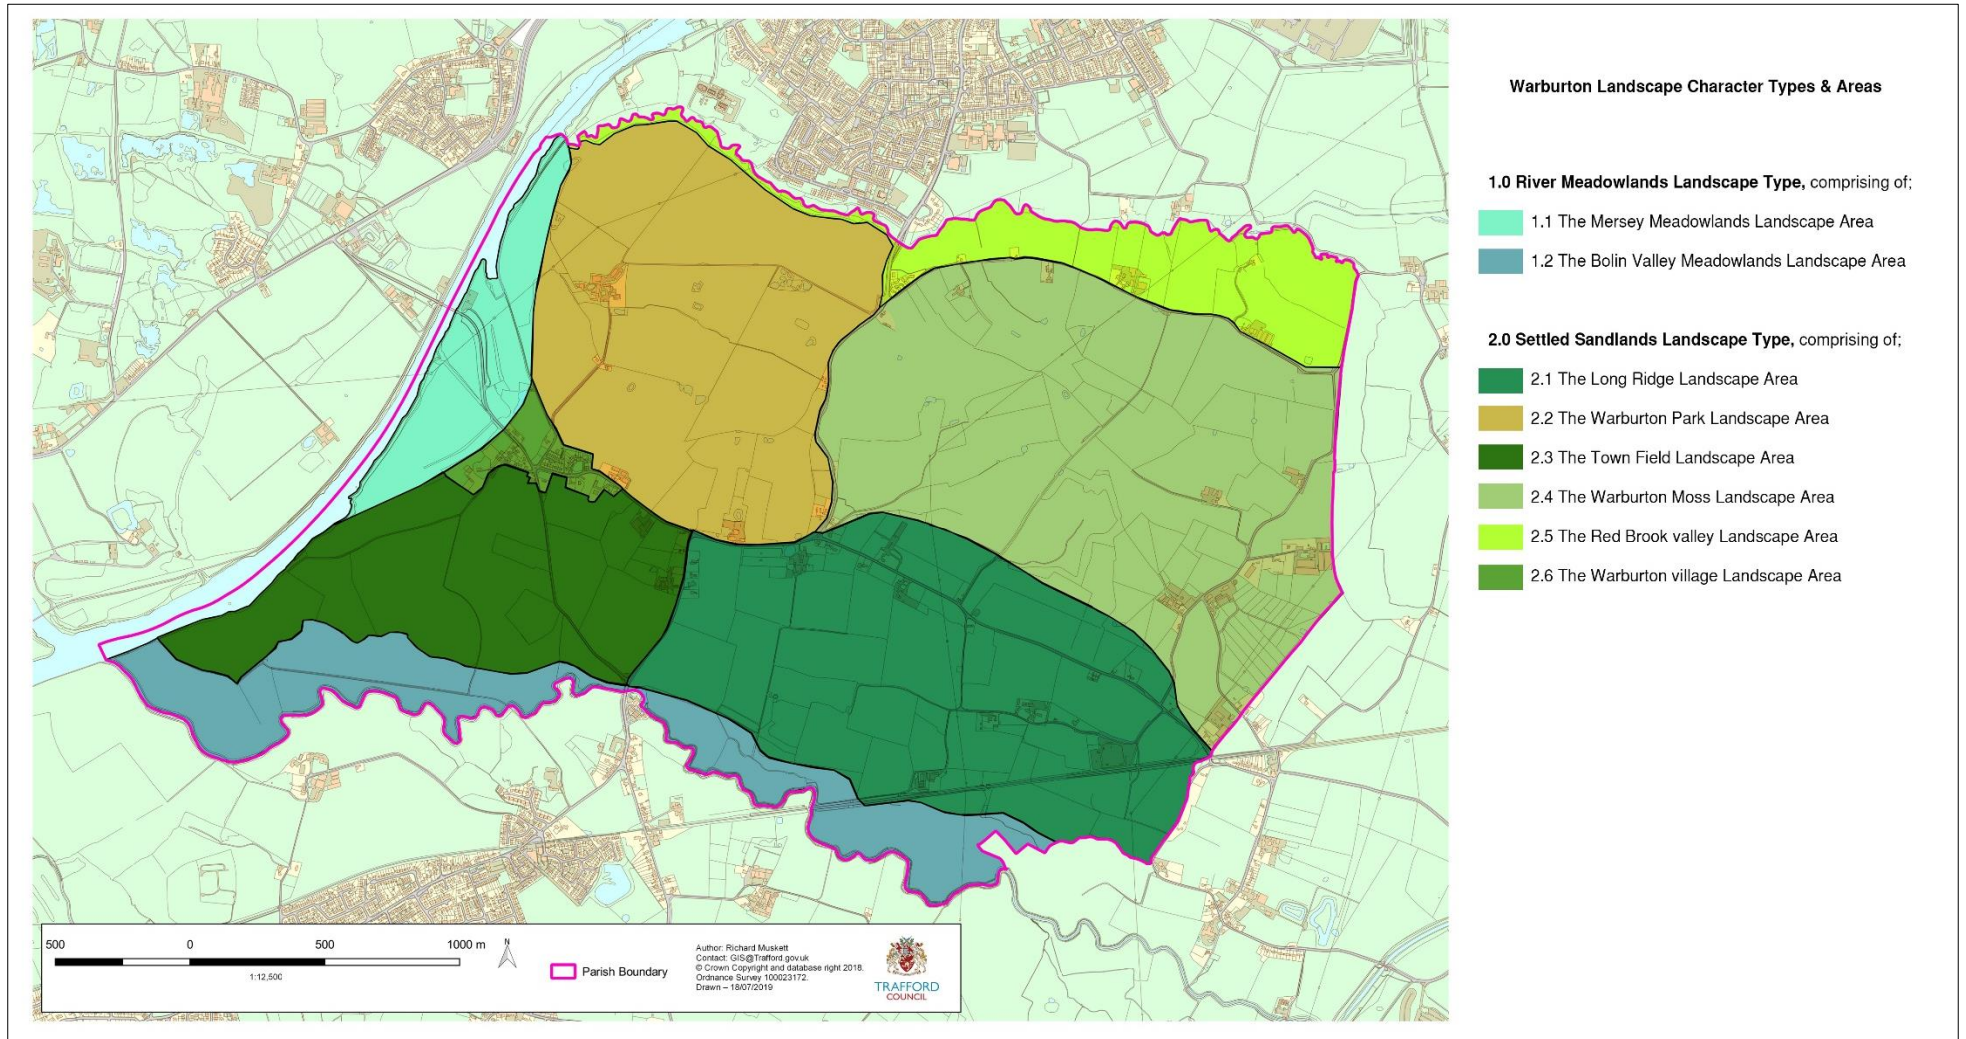 Warburton Landscape Character Types & Areas
1.0 River Meadowlands Landscape Type, comprising of;
1.1 The Mersey Meadowlands Landscape Area
1.2 The Bolin Valley Meadowlands Landscape Area
2.0 Settled Sandlands Landscape Type, comprising of;
2.1 The Long Ridge Landscape Area
2.2 The Warburton Park Landscape Area
2.3 The Town Field Landscape Area
2.4 The Warburton Moss Landscape Area
2.5 The Red Brook valley Landscape Area
2.6 The Warburton village Landscape Area
500 0 500 1000 m
1:12,500
N
Parish Boundary
Author: Richard Muskett
Contact: GIS@Trafford.gov.uk
© Crown Copyright and database right 2018.
Ordnance Survey 100023172.
Drawn – 18/07/2019
TRAFFORD
COUNCIL